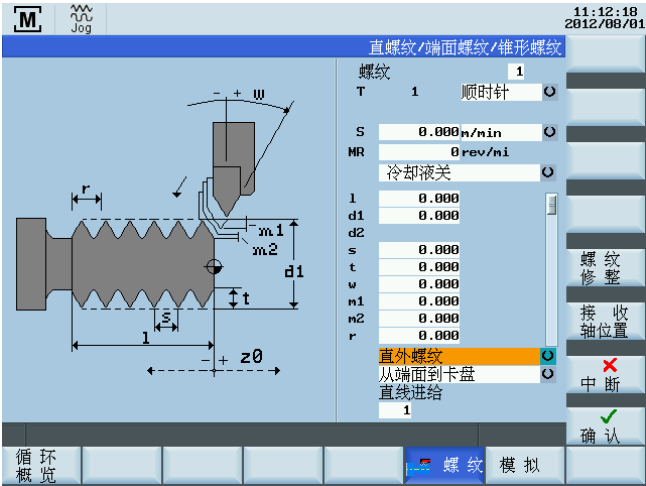 M
Jog
11:12:18
2012/08/01
直螺纹/端面螺纹/锥形螺纹
螺纹 1
T 1 顺时针
S 0.000 m/min
MR 0 rev/mi
冷却液关
l 0.000
d1 0.000
d2
s 0.000
t 0.000
w 0.000
m1 0.000
m2 0.000
r 0.000
直外螺纹
从端面到卡盘
直线进给
1
- + w
r
m1
m2
d1
t
s
l
- + z0
螺纹
修整
接收
轴位置
中断
确认
循环
概览
螺纹
模拟